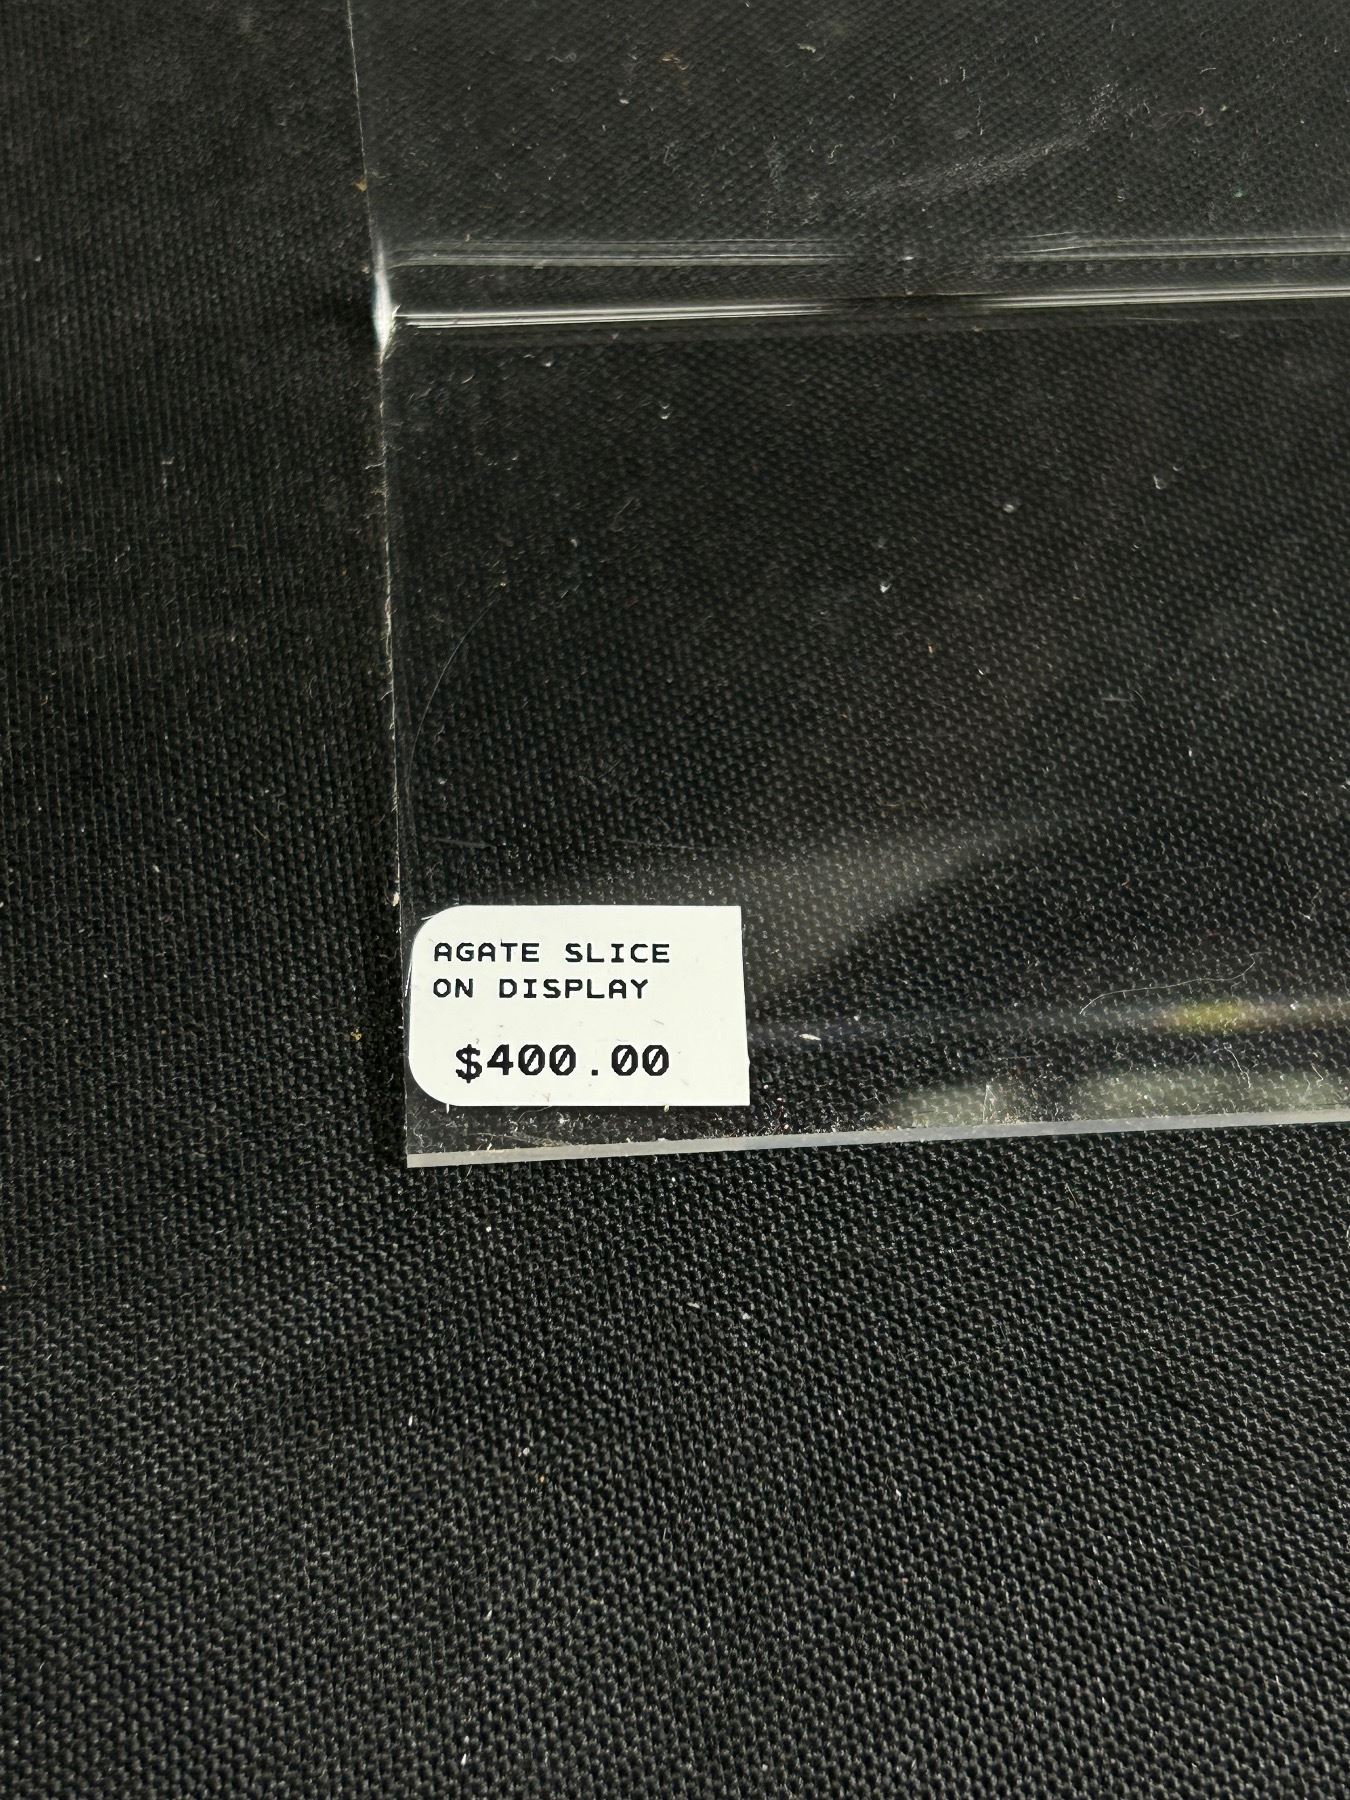 AGATE SLICE
ON DISPLAY
$400.00